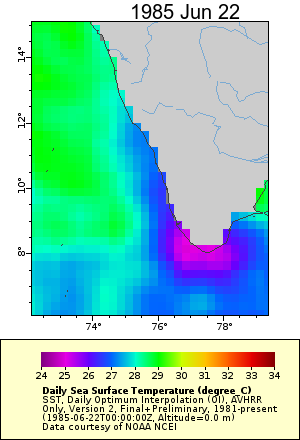 1985 Jun 22
14°
12°
10°
8°
74°
76°
78°
24 25 26 27 28 29 30 31 32 33 34
Daily Sea Surface Temperature (degree_C)
SST, Daily Optimum Interpolation (OI), AVHRR
Only, Version 2, Final+Preliminary, 1981-present
(1985-06-22T00:00:00Z, Altitude=0.0 m)
Data courtesy of NOAA NCEI